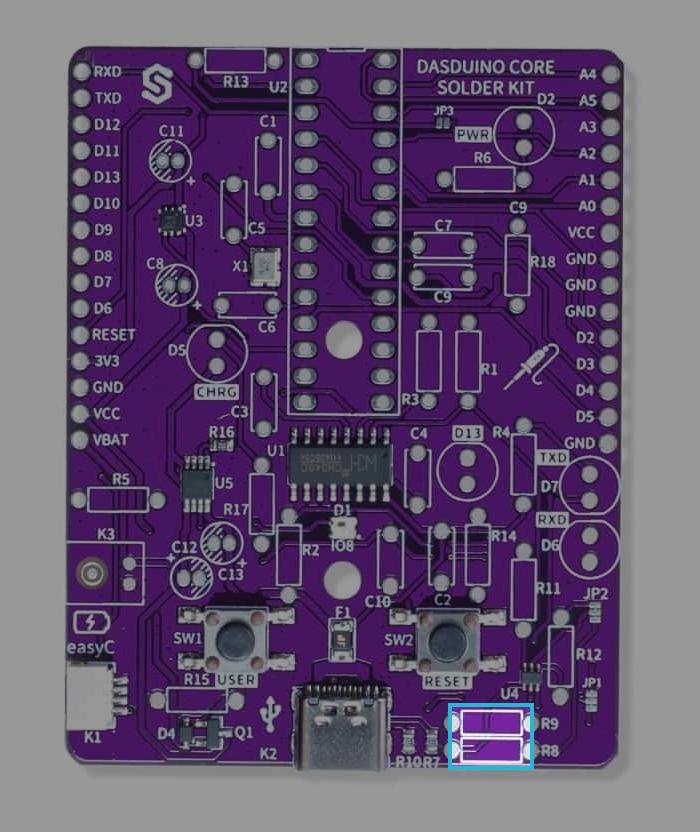 RXD
TXD
D12
D11
D13
D10
D9
D8
D7
D6
RESET
3V3
GND
VCC
VBAT
R13
U2
DASDUINO CORE
SOLDER KIT
A4
A5
A3
A2
A1
A0
VCC
GND
GND
GND
D2
D3
D4
D5
GND
JP3
D2
PWR
R6
C11
C1
U3
C5
X1
C8
C6
C7
C9
C9
R18
D5
CHRG
R3
R1
C3
R16
U1
CH340C
C4
D13
R4
TXD
D7
RXD
D6
R5
U5
R17
D1
IO8
R2
R14
K3
C12
C13
C10
C2
R11
JP2
easyC
SW1
USER
F1
SW2
RESET
R12
U4
JP1
R15
K1
D4
Q1
K2
R10
R7
R9
R8